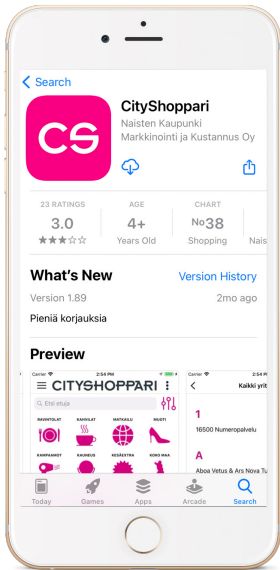 Search
CS
CityShoppari
Naisten Kaupunki
Markkinointi ja Kustannus Oy
23 RATINGS
AGE
CHART
3.0
4+
No38
★★★☆☆
Years Old
Shopping
Nais
What's New
Version History
Version 1.89
2mo ago
Pieniä korjauksia
Preview
Carrier
2:54 PM
CITYSHOPPARI
Etsi etuja
RAVINTOLAT
KAHVILAT
MATKAILU
MUOTI
KAMPAAMOT
KAUNEUS
KESÄEXTRA
KOKO MAA
Carrier
2:54 PM
Kaikki yrit
1
16500 Numeropalvelu
A
Aboa Vetus & Ars Nova Tu
Today
Games
Apps
Arcade
Search